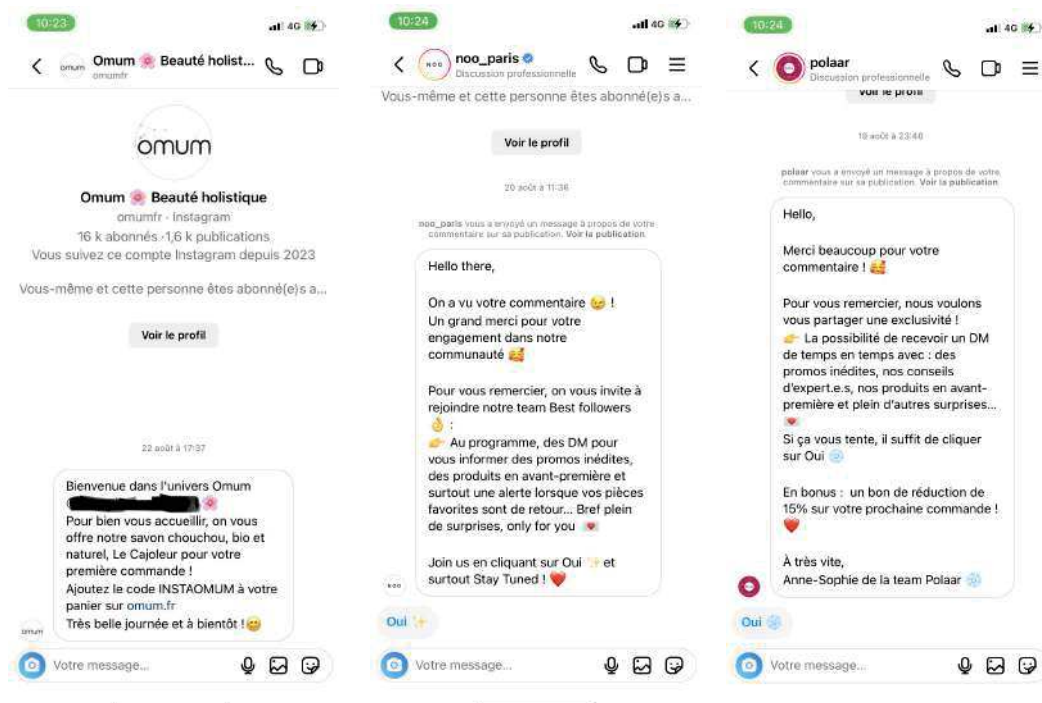 10:23
4G
Omum 🌸 Beauté holist...
omumfr
omum
omum
Omum 🌸 Beauté holistique
omumfr · Instagram
16 k abonnés · 1,6 k publications
Vous suivez ce compte Instagram depuis 2023
Vous-même et cette personne êtes abonné(e)s a...
Voir le profil
22 août à 17:37
Bienvenue dans l'univers Omum
🌸
Pour bien vous accueillir, on vous
offre notre savon chouchou, bio et
naturel, Le Cajoleur pour votre
première commande !
Ajoutez le code INSTAOMUM à votre
panier sur omum.fr
Très belle journée et à bientôt !😄
omum
Votre message...
10:24
4G
noo_paris
Discussion professionnelle
NOO
Vous-même et cette personne êtes abonné(e)s a...
Voir le profil
20 août à 11:36
noo_paris vous a envoyé un message à propos de votre
commentaire sur sa publication. Voir la publication
Hello there,
On a vu votre commentaire 😉 !
Un grand merci pour votre
engagement dans notre
communauté 🥰
Pour vous remercier, on vous invite à
rejoindre notre team Best followers
👌 :
👉 Au programme, des DM pour
vous informer des promos inédites,
des produits en avant-première et
surtout une alerte lorsque vos pièces
favorites sont de retour... Bref plein
de surprises, only for you 💌
Join us en cliquant sur Oui ✨ et
surtout Stay Tuned ! ❤️
NOO
Oui ✨
Votre message...
10:24
4G
polaar
Discussion professionnelle
Voir le profil
19 août à 23:46
polaar vous a envoyé un message à propos de votre
commentaire sur sa publication. Voir la publication
Hello,
Merci beaucoup pour votre
commentaire ! 🥰
Pour vous remercier, nous voulons
vous partager une exclusivité !
👉 La possibilité de recevoir un DM
de temps en temps avec : des
promos inédites, nos conseils
d'expert.e.s, nos produits en avant-
première et plein d'autres surprises...
💌
Si ça vous tente, il suffit de cliquer
sur Oui ❄️
En bonus : un bon de réduction de
15% sur votre prochaine commande !
❤️
À très vite,
Anne-Sophie de la team Polaar ❄️
Oui ❄️
Votre message...